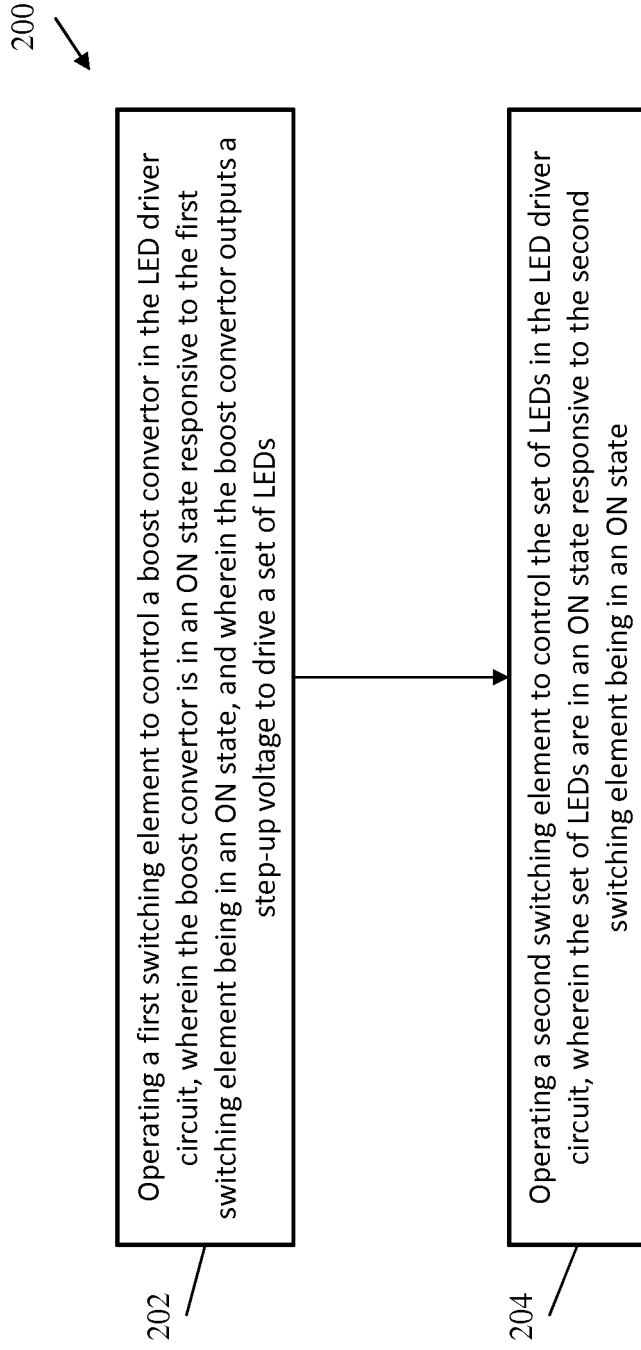 200
202
Operating a first switching element to control a boost convertor in the LED driver
circuit, wherein the boost convertor is in an ON state responsive to the first
switching element being in an ON state, and wherein the boost convertor outputs a
step-up voltage to drive a set of LEDs
204
Operating a second switching element to control the set of LEDs in the LED driver
circuit, wherein the set of LEDs are in an ON state responsive to the second
switching element being in an ON state